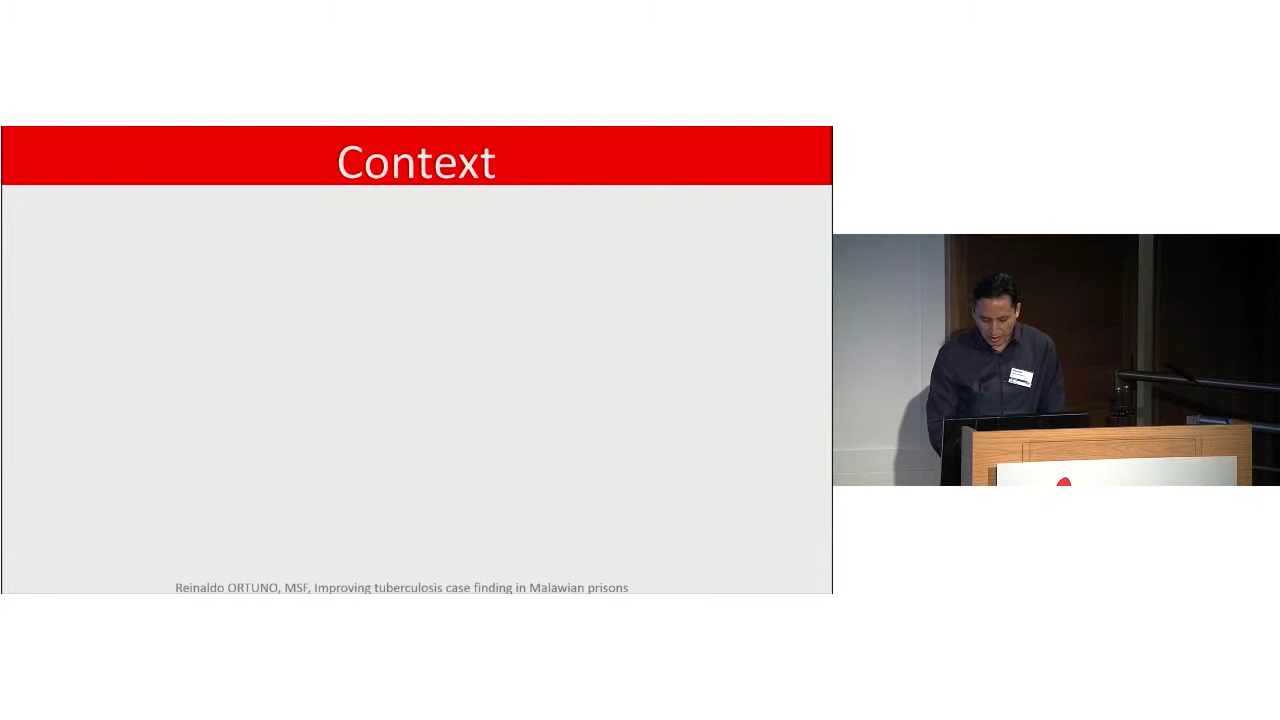 Context
Reinaldo ORTUNO, MSF, Improving tuberculosis case finding in Malawian prisons